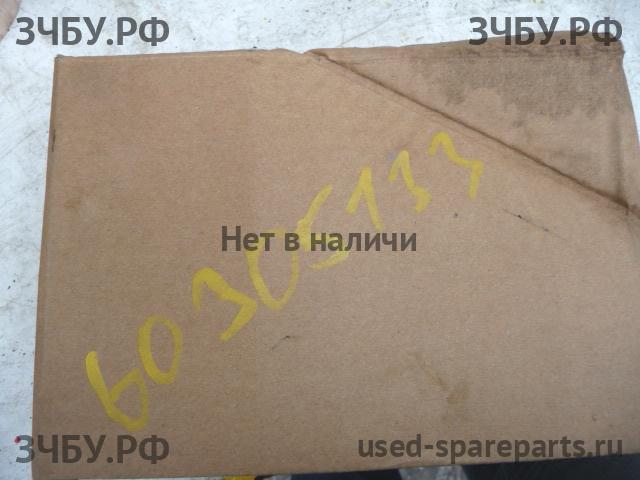 ЗЧБУ.РФ ЗЧБУ.РФ
60305133
Нет в наличи
ЗЧБУ.РФ used-spareparts.ru